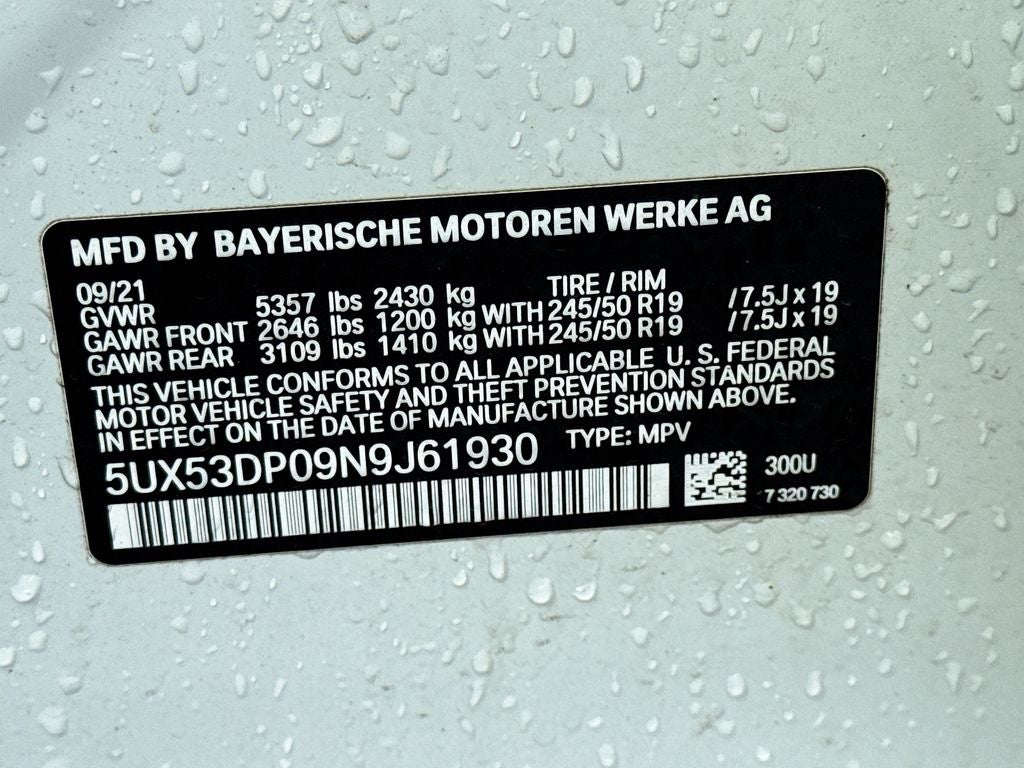 MFD BY BAYERISCHE MOTOREN WERKE AG
09/21 TIRE / RIM
GVWR 5357 lbs 2430 kg
GAWR FRONT 2646 lbs 1200 kg WITH 245/50 R19 /7.5J x 19
GAWR REAR 3109 lbs 1410 kg WITH 245/50 R19 /7.5J x 19
THIS VEHICLE CONFORMS TO ALL APPLICABLE U. S. FEDERAL
MOTOR VEHICLE SAFETY AND THEFT PREVENTION STANDARDS
IN EFFECT ON THE DATE OF MANUFACTURE SHOWN ABOVE.
5UX53DP09N9J61930 TYPE: MPV
300U
7 320 730